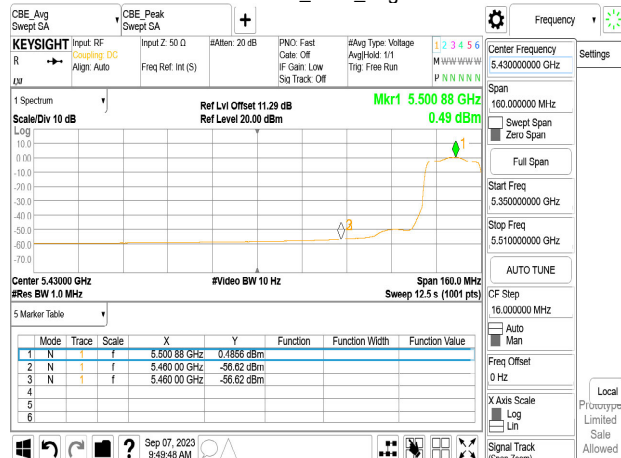 CBE_Avg
Swept SA
CBE_Peak
Swept SA
+
Frequency
KEYSIGHT
R
Input: RF
Coupling: DC
Align: Auto
Input Z: 50 Ω
Freq Ref: Int (S)
#Atten: 20 dB
PNO: Fast
Gate: Off
IF Gain: Low
Sig Track: Off
#Avg Type: Voltage
Avg|Hold: 1/1
Trig: Free Run
1 2 3 4 5 6
M W W W W W
P N N N N N
Center Frequency
5.430000000 GHz
Settings
Span
160.000000 MHz
Swept Span
Zero Span
Full Span
Start Freq
5.350000000 GHz
Stop Freq
5.510000000 GHz
AUTO TUNE
CF Step
16.000000 MHz
Auto
Man
Freq Offset
0 Hz
X Axis Scale
Log
Lin
Signal Track
(Span Zoom)
Local
Prototype
Limited
Sale
Allowed
1 Spectrum
Scale/Div 10 dB
Log
Ref Lvl Offset 11.29 dB
Ref Level 20.00 dBm
Mkr1 5.500 88 GHz
0.49 dBm
10.0
0.00
-10.0
-20.0
-30.0
-40.0
-50.0
-60.0
-70.0
1
3
Center 5.43000 GHz
#Res BW 1.0 MHz
#Video BW 10 Hz
Span 160.0 MHz
Sweep 12.5 s (1001 pts)
5 Marker Table
Mode Trace Scale X Y Function Function Width Function Value
1 N 1 f 5.500 88 GHz 0.4856 dBm
2 N 1 f 5.460 00 GHz -56.62 dBm
3 N 1 f 5.460 00 GHz -56.62 dBm
4
5
6
?
Sep 07, 2023
9:49:48 AM